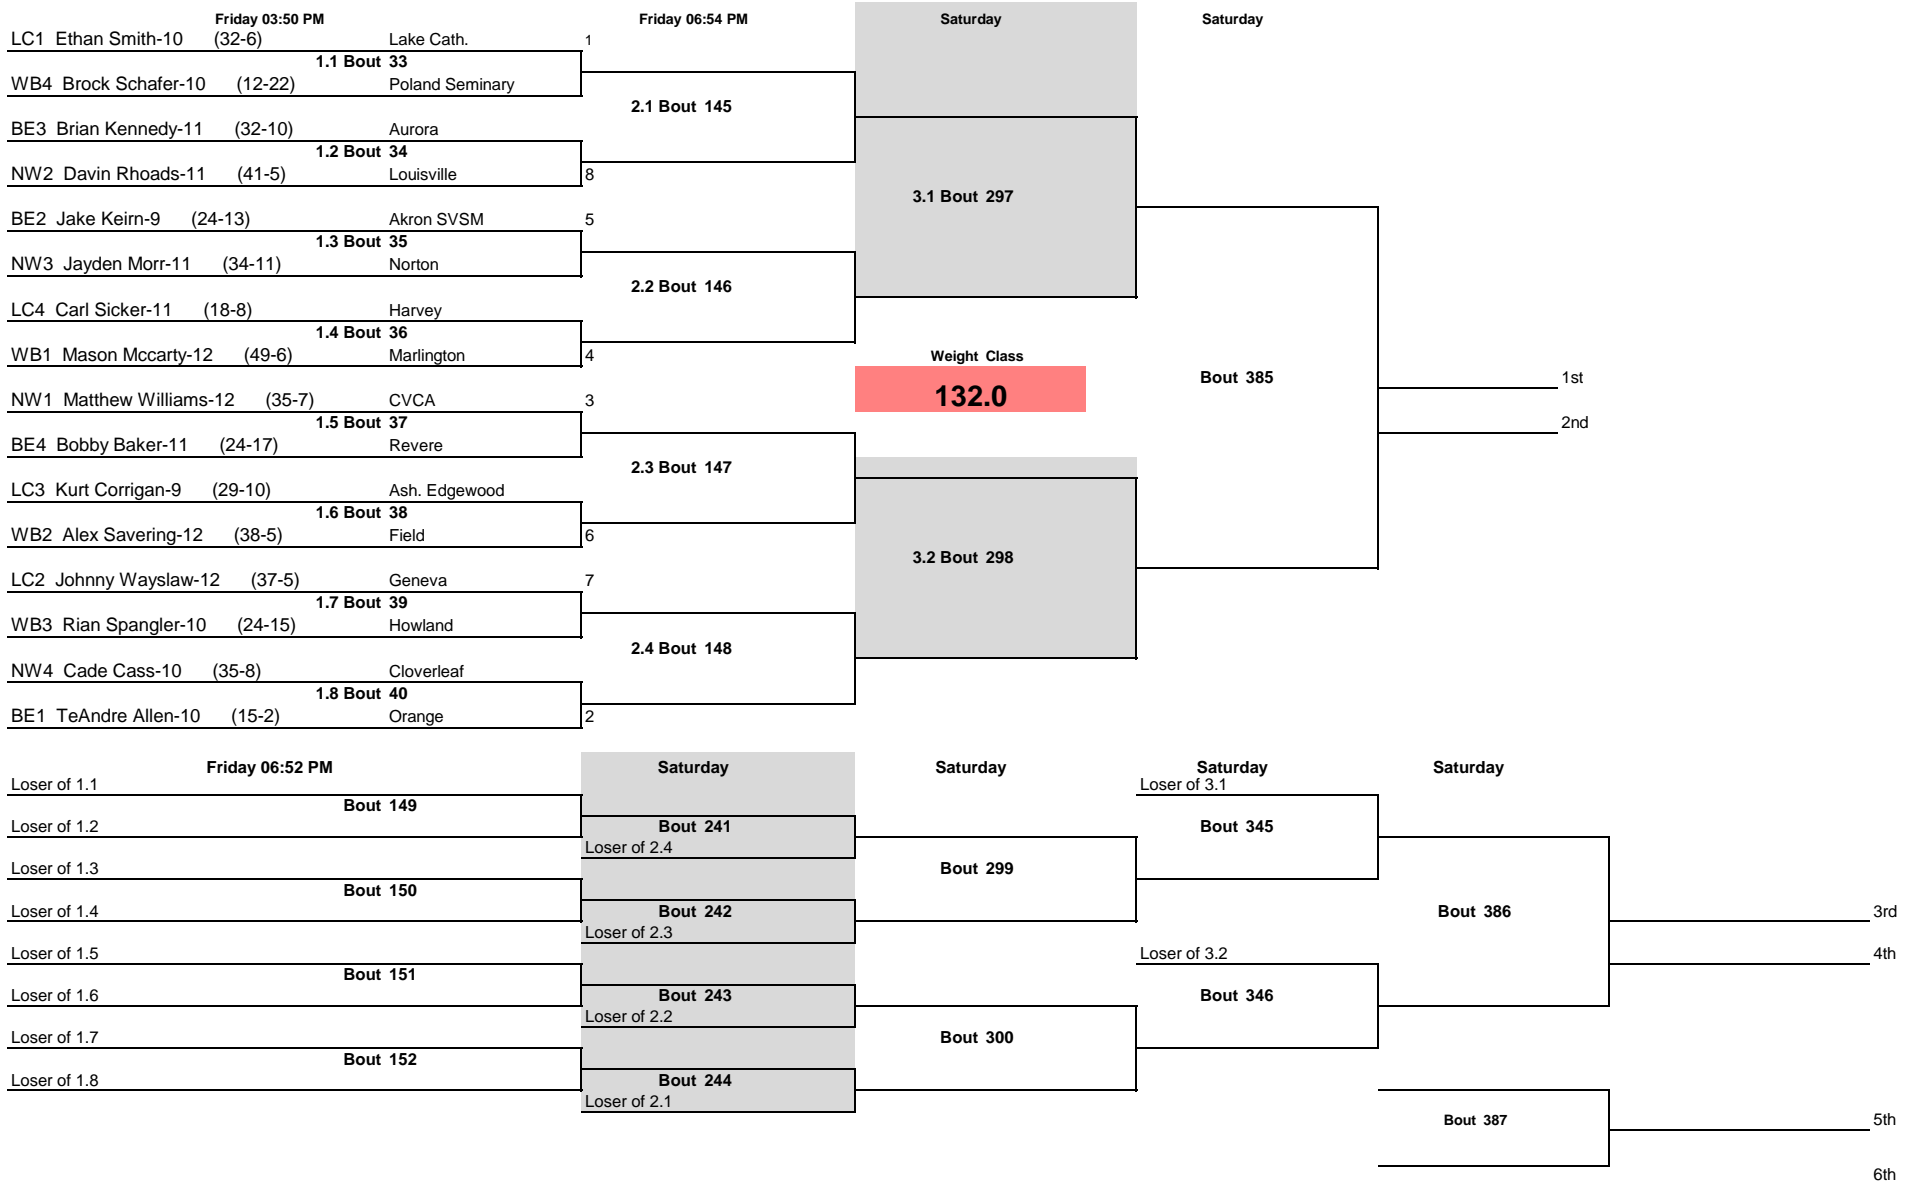 Friday 03:50 PM Friday 06:54 PM Saturday Saturday
LC1 Ethan Smith-10 (32-6) Lake Cath. 1
1.1 Bout 33
WB4 Brock Schafer-10 (12-22) Poland Seminary
2.1 Bout 145
BE3 Brian Kennedy-11 (32-10) Aurora
1.2 Bout 34
NW2 Davin Rhoads-11 (41-5) Louisville 8
3.1 Bout 297
BE2 Jake Keirn-9 (24-13) Akron SVSM 5
1.3 Bout 35
NW3 Jayden Morr-11 (34-11) Norton
2.2 Bout 146
LC4 Carl Sicker-11 (18-8) Harvey
1.4 Bout 36
WB1 Mason Mccarty-12 (49-6) Marlington 4 Weight Class
Bout 385 1st
132.0
NW1 Matthew Williams-12 (35-7) CVCA 3
1.5 Bout 37 2nd
BE4 Bobby Baker-11 (24-17) Revere
2.3 Bout 147
LC3 Kurt Corrigan-9 (29-10) Ash. Edgewood
1.6 Bout 38
WB2 Alex Savering-12 (38-5) Field 6
3.2 Bout 298
LC2 Johnny Wayslaw-12 (37-5) Geneva 7
1.7 Bout 39
WB3 Rian Spangler-10 (24-15) Howland
2.4 Bout 148
NW4 Cade Cass-10 (35-8) Cloverleaf
1.8 Bout 40
BE1 TeAndre Allen-10 (15-2) Orange 2
Friday 06:52 PM Saturday Saturday Saturday Saturday
Loser of 1.1 Loser of 3.1
Bout 149
Loser of 1.2 Bout 241 Bout 345
Loser of 2.4
Loser of 1.3 Bout 299
Bout 150
Loser of 1.4 Bout 242 Bout 386 3rd
Loser of 2.3
Loser of 1.5 Loser of 3.2 4th
Bout 151
Loser of 1.6 Bout 243 Bout 346
Loser of 2.2
Loser of 1.7 Bout 300
Bout 152
Loser of 1.8 Bout 244
Loser of 2.1
Bout 387 5th
6th